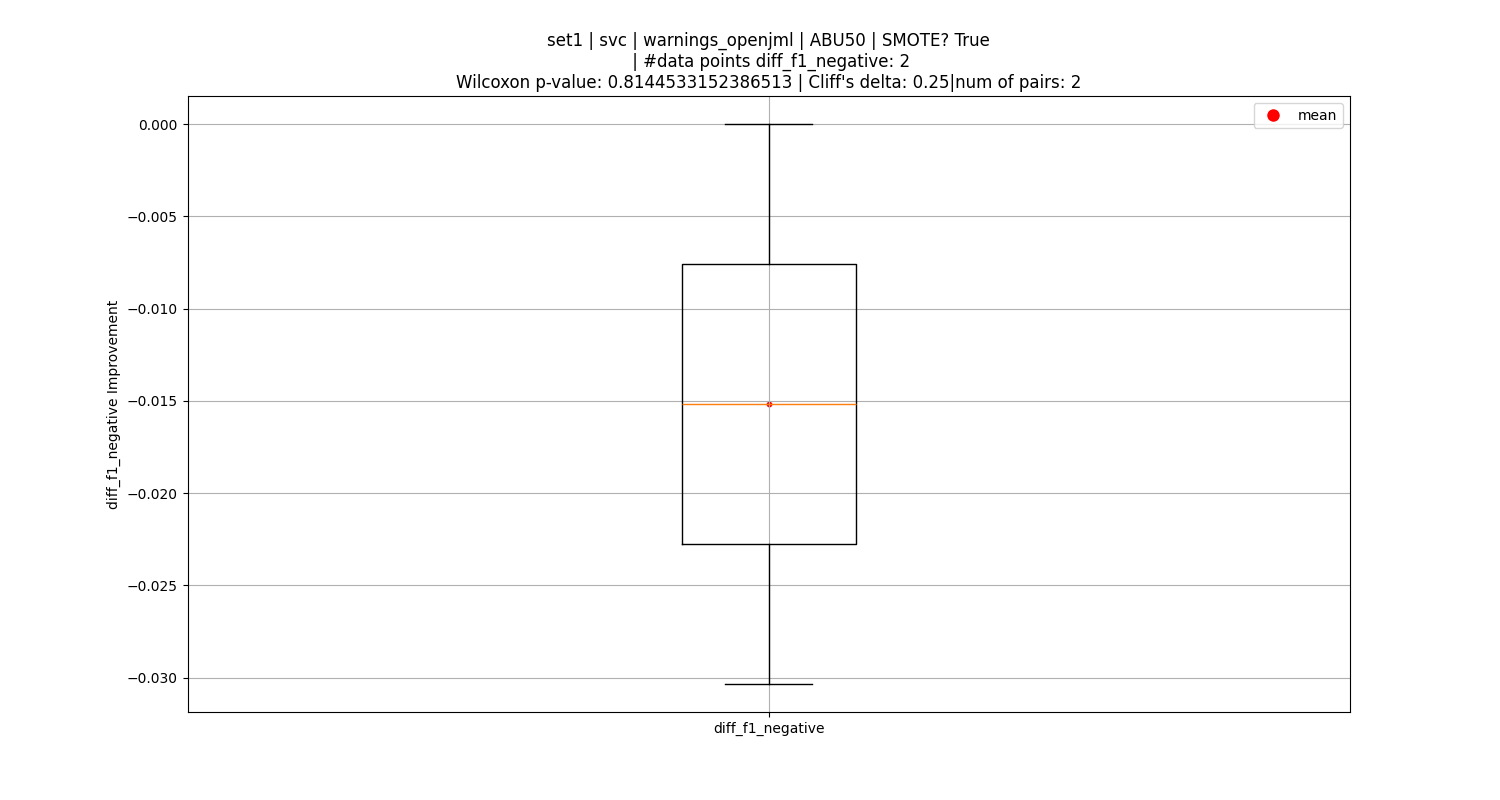 set1 | svc | warnings_openjml | ABU50 | SMOTE? True
| #data points diff_f1_negative: 2
Wilcoxon p-value: 0.8144533152386513 | Cliff's delta: 0.25|num of pairs: 2
mean
0.000
−0.005
−0.010
−0.015
−0.020
−0.025
−0.030
diff_f1_negative Improvement
diff_f1_negative